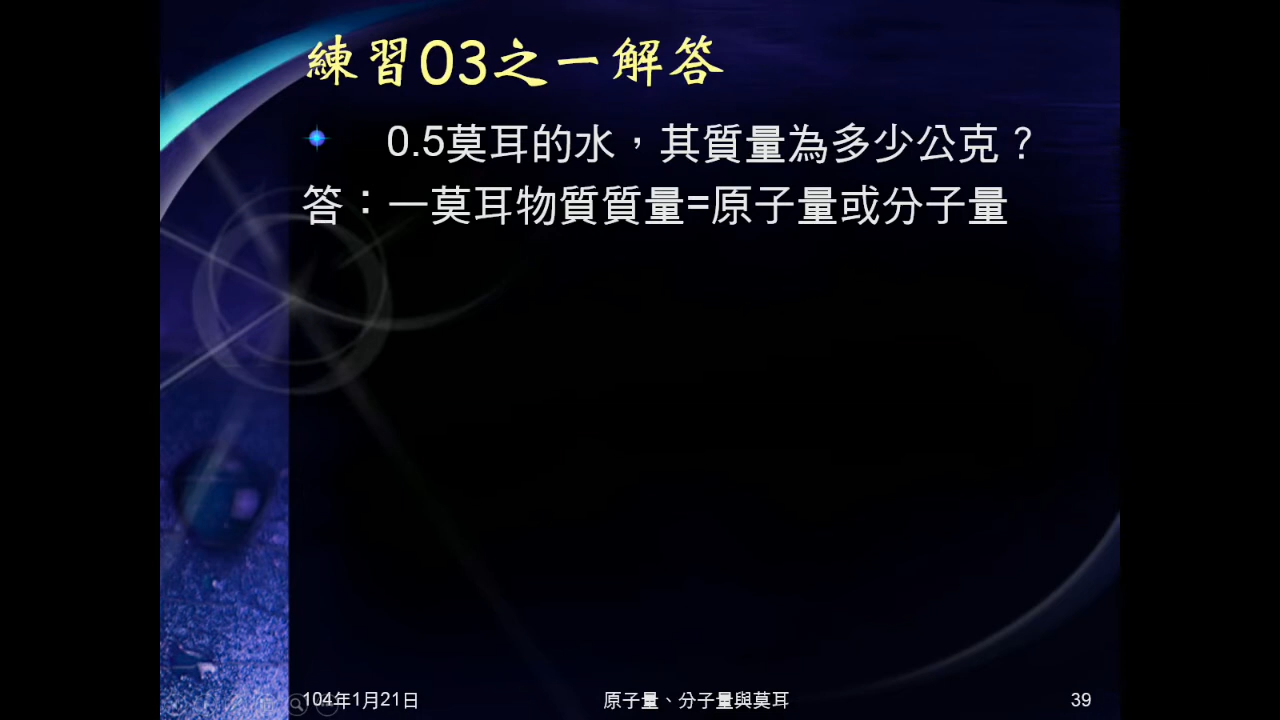 練習03之一解答
0.5莫耳的水，其質量為多少公克？
答：一莫耳物質質量=原子量或分子量
104年1月21日
原子量、分子量與莫耳
39